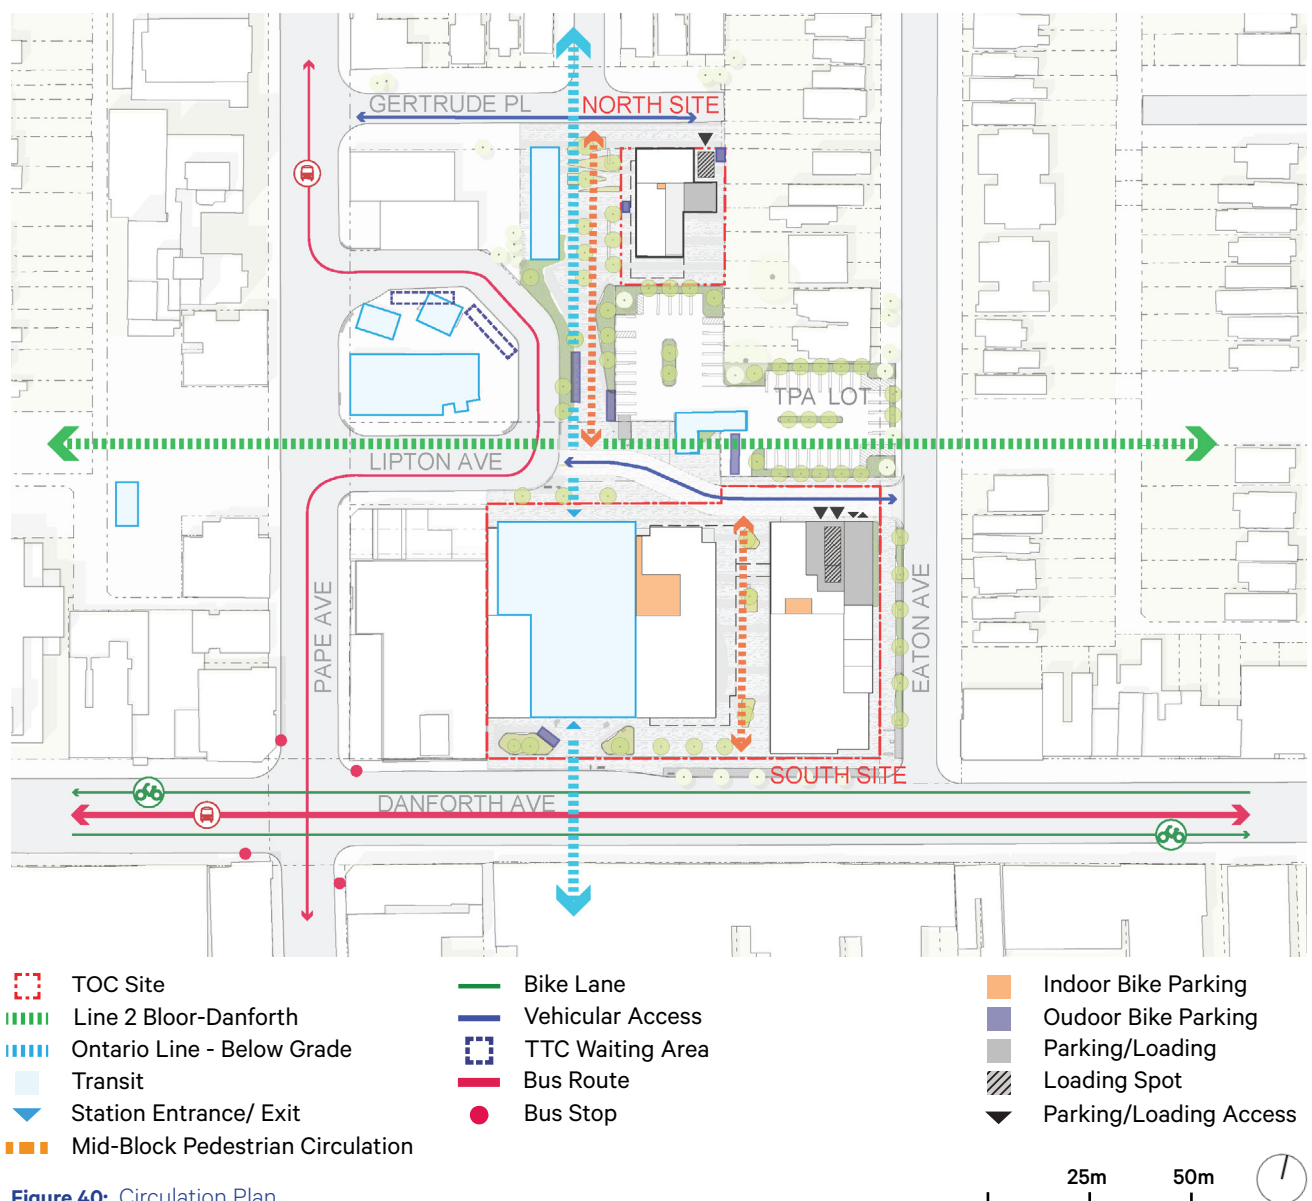 GERTRUDE PL
NORTH SITE
TPA LOT
LIPTON AVE
PAPE AVE
EATON AVE
SOUTH SITE
DANFORTH AVE
TOC Site
Line 2 Bloor-Danforth
Ontario Line - Below Grade
Transit
Station Entrance/ Exit
Mid-Block Pedestrian Circulation
Bike Lane
Vehicular Access
TTC Waiting Area
Bus Route
Bus Stop
Indoor Bike Parking
Oudoor Bike Parking
Parking/Loading
Loading Spot
Parking/Loading Access
25m 50m
Figure 40: Circulation Plan